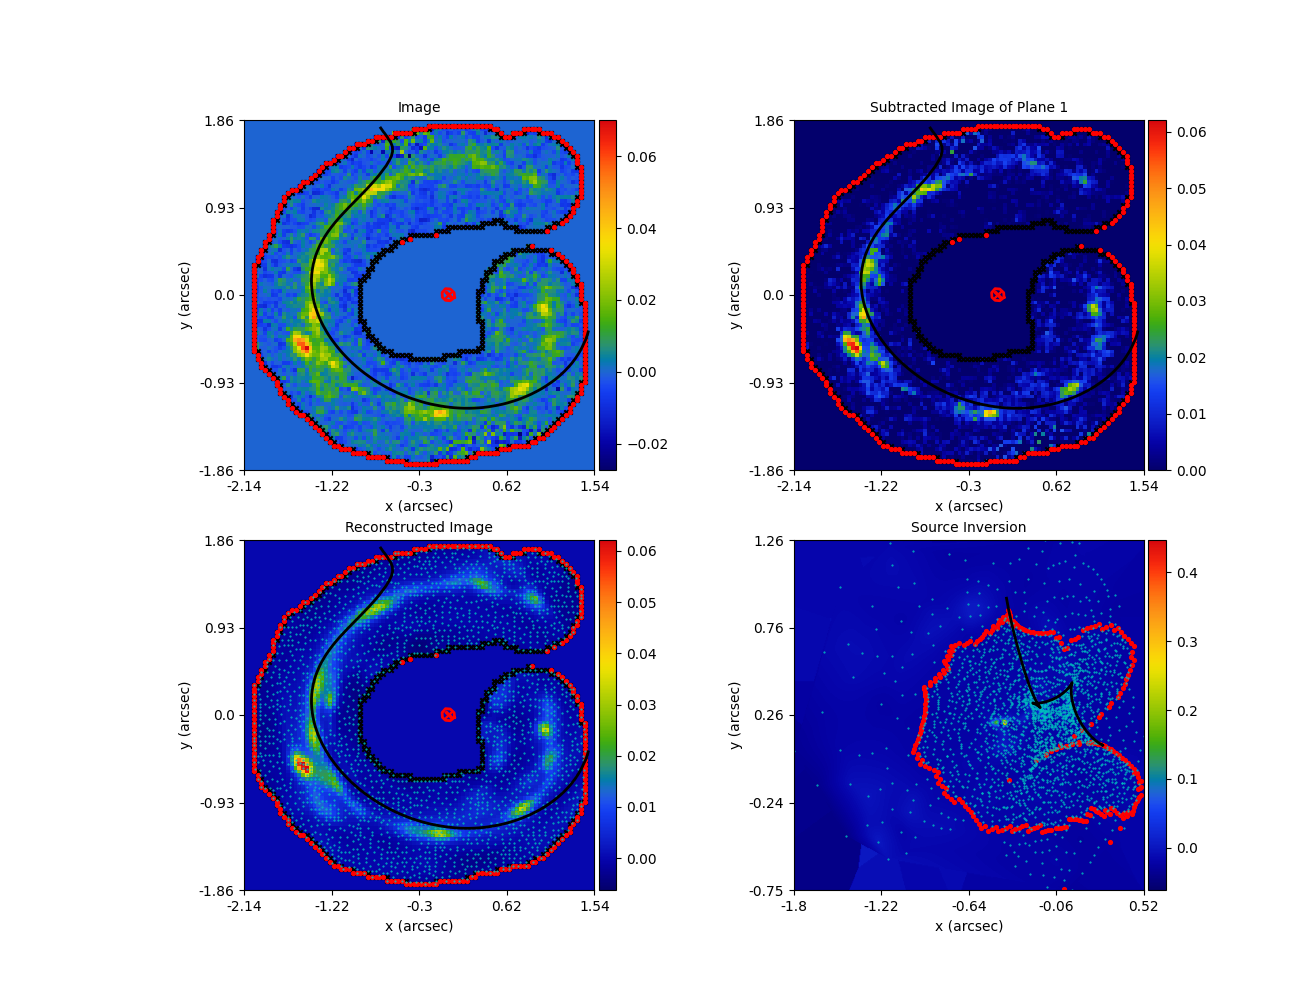 Image
1.86
0.93
0.0
-0.93
-1.86
y (arcsec)
-2.14 -1.22 -0.3 0.62 1.54
x (arcsec)
0.06
0.04
0.02
0.00
−0.02
Subtracted Image of Plane 1
1.86
0.93
0.0
-0.93
-1.86
y (arcsec)
-2.14 -1.22 -0.3 0.62 1.54
x (arcsec)
0.06
0.05
0.04
0.03
0.02
0.01
0.00
Reconstructed Image
1.86
0.93
0.0
-0.93
-1.86
y (arcsec)
-2.14 -1.22 -0.3 0.62 1.54
x (arcsec)
0.06
0.05
0.04
0.03
0.02
0.01
0.00
Source Inversion
1.26
0.76
0.26
-0.24
-0.75
y (arcsec)
-1.8 -1.22 -0.64 -0.06 0.52
x (arcsec)
0.4
0.3
0.2
0.1
0.0